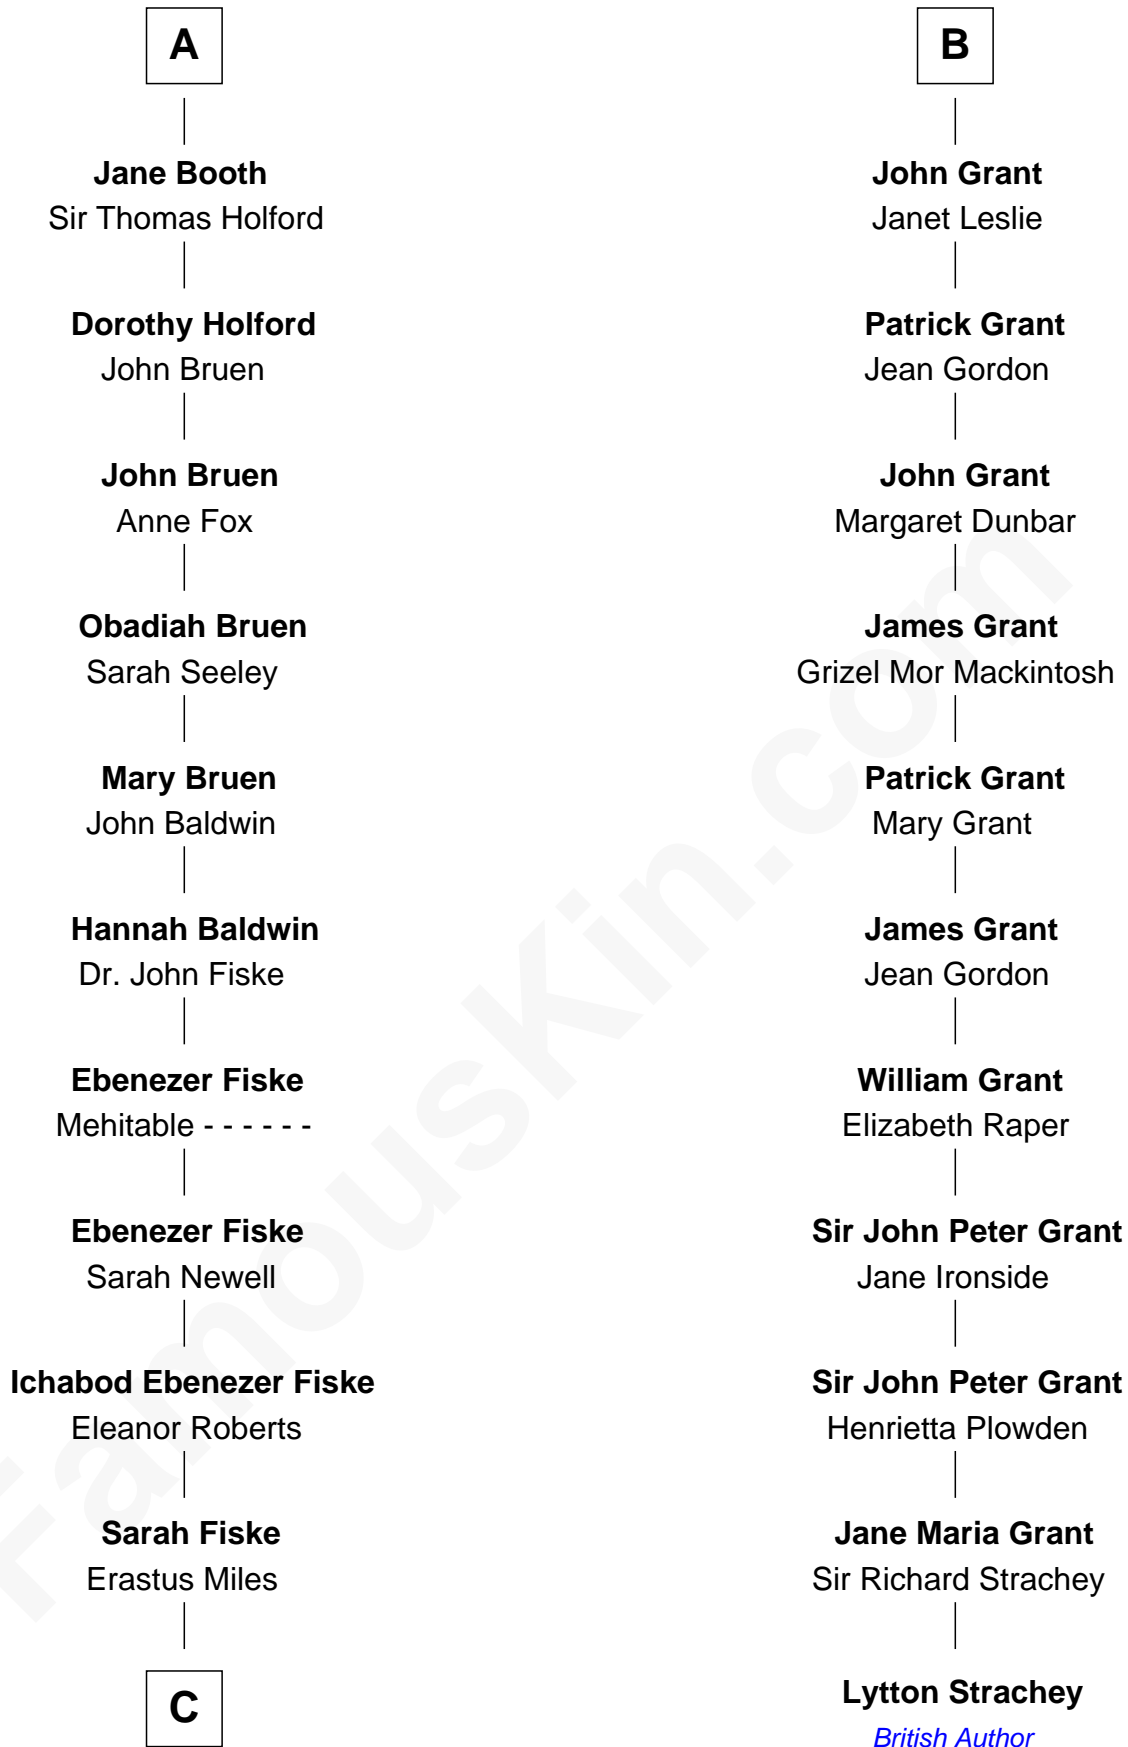 A
Jane Booth
Sir Thomas Holford
Dorothy Holford
John Bruen
John Bruen
Anne Fox
Obadiah Bruen
Sarah Seeley
Mary Bruen
John Baldwin
Hannah Baldwin
Dr. John Fiske
Ebenezer Fiske
Mehitable - - - - - -
Ebenezer Fiske
Sarah Newell
Ichabod Ebenezer Fiske
Eleanor Roberts
Sarah Fiske
Erastus Miles
C
B
John Grant
Janet Leslie
Patrick Grant
Jean Gordon
John Grant
Margaret Dunbar
James Grant
Grizel Mor Mackintosh
Patrick Grant
Mary Grant
James Grant
Jean Gordon
William Grant
Elizabeth Raper
Sir John Peter Grant
Jane Ironside
Sir John Peter Grant
Henrietta Plowden
Jane Maria Grant
Sir Richard Strachey
Lytton Strachey
British Author
FamousKin.com